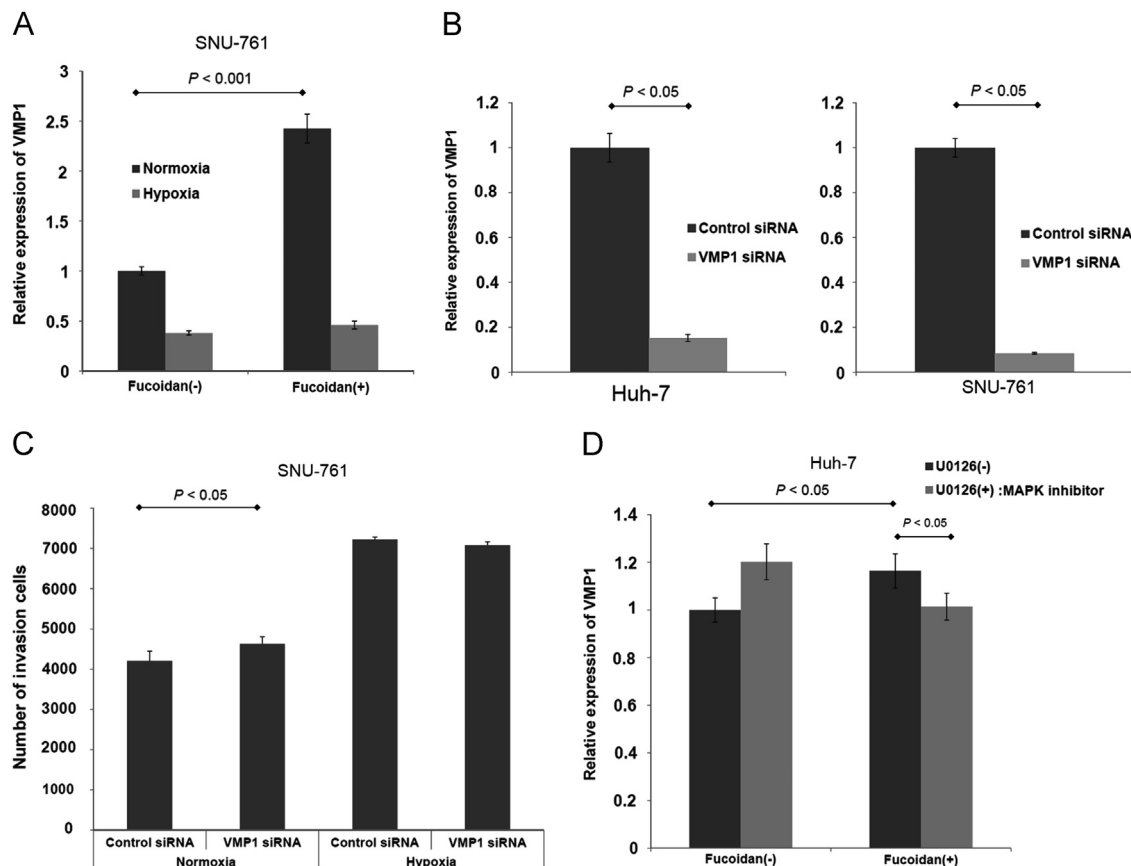 A
SNU-761
P < 0.001
Relative expression of VMP1
3
2.5
2
1.5
1
0.5
0
Normoxia
Hypoxia
Fucoidan(-)
Fucoidan(+)
B
P < 0.05
Relative expression of VMP1
1.2
1
0.8
0.6
0.4
0.2
0
Control siRNA
VMP1 siRNA
Huh-7
P < 0.05
1.2
1
0.8
0.6
0.4
0.2
0
Control siRNA
VMP1 siRNA
SNU-761
C
SNU-761
P < 0.05
Number of invasion cells
8000
7000
6000
5000
4000
3000
2000
1000
0
Control siRNA VMP1 siRNA Control siRNA VMP1 siRNA
Normoxia Hypoxia
D
Huh-7
U0126(-)
U0126(+) :MAPK inhibitor
P < 0.05
P < 0.05
Relative expression of VMP1
1.4
1.2
1
0.8
0.6
0.4
0.2
0
Fucoidan(-)
Fucoidan(+)